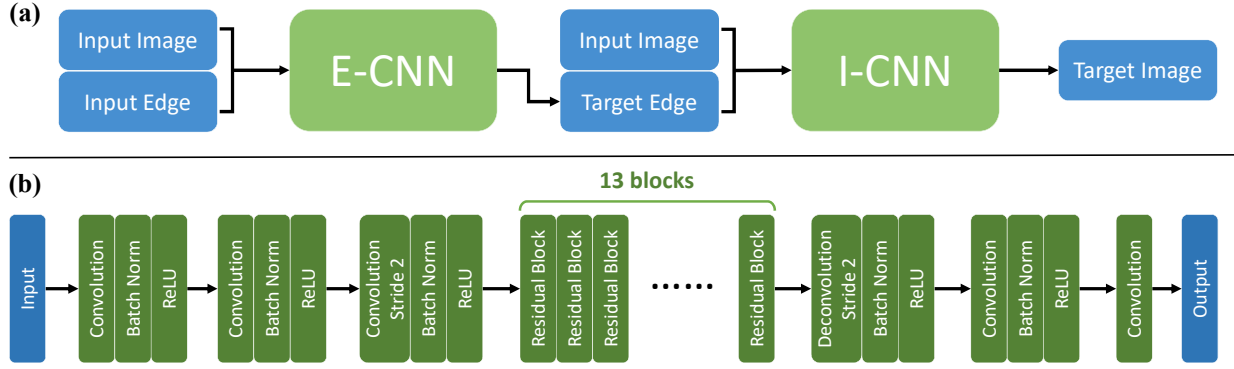 (a)
Input Image
Input Edge
E-CNN
Input Image
Target Edge
I-CNN
Target Image
(b)
13 blocks
Input
Convolution
Batch Norm
ReLU
Convolution
Batch Norm
ReLU
Convolution
Stride 2
Batch Norm
ReLU
Residual Block
Residual Block
Residual Block
......
Residual Block
Deconvolution
Stride 2
Batch Norm
ReLU
Convolution
Batch Norm
ReLU
Convolution
Output